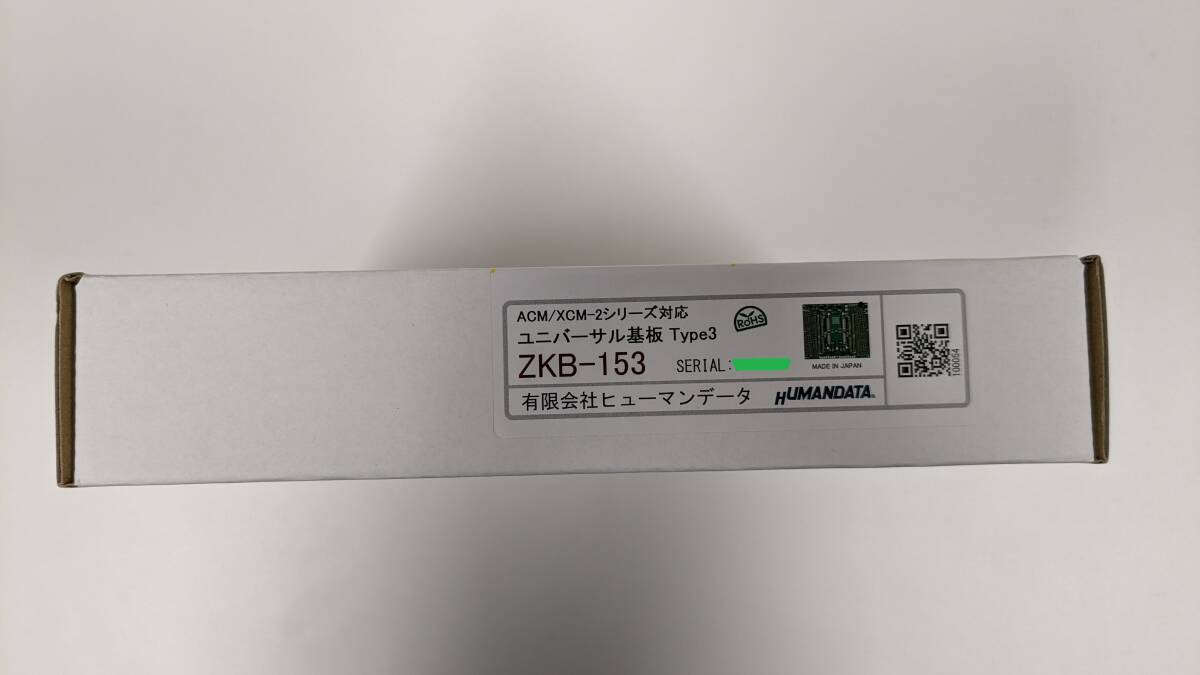 ACM/XCM-2シリーズ対応
ユニバーサル基板 Type3
ZKB-153
SERIAL:
RoHS
MADE IN JAPAN
有限会社ヒューマンデータ
HUMANDATA®
100054